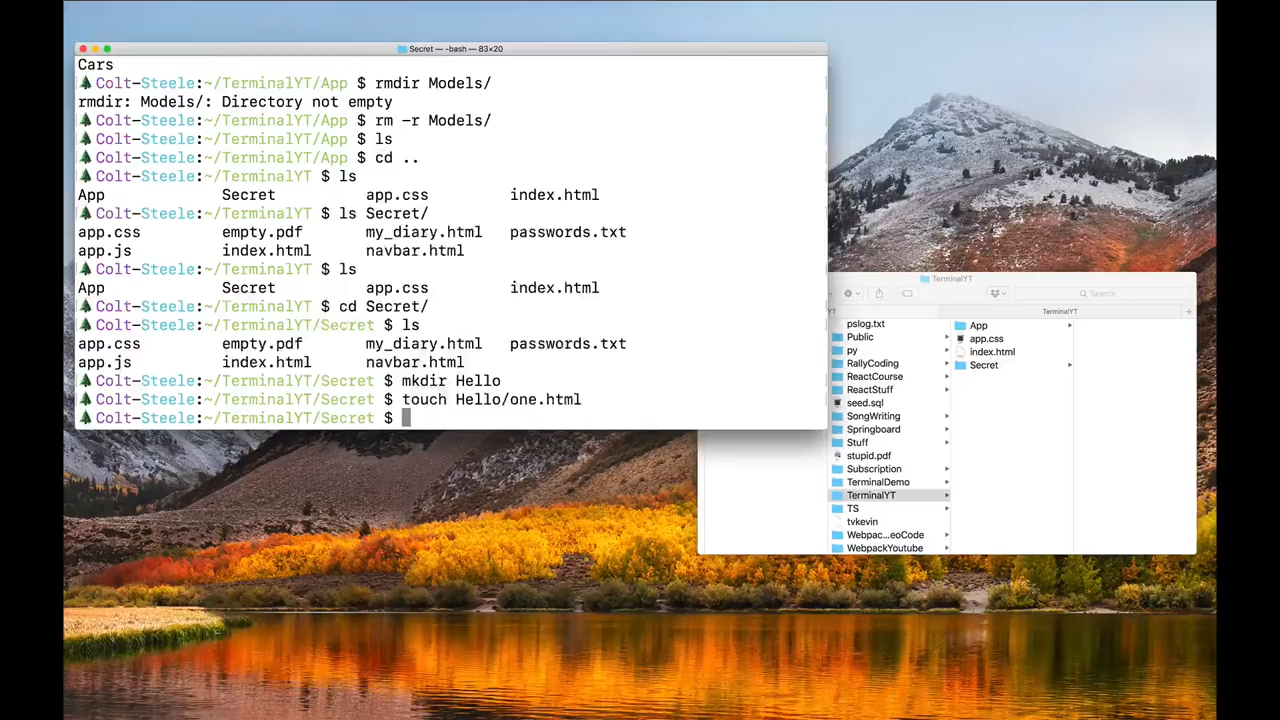 Secret — -bash — 83×20
Cars
Colt-Steele:~/TerminalYT/App $ rmdir Models/
rmdir: Models/: Directory not empty
Colt-Steele:~/TerminalYT/App $ rm -r Models/
Colt-Steele:~/TerminalYT/App $ ls
Colt-Steele:~/TerminalYT/App $ cd ..
Colt-Steele:~/TerminalYT $ ls
App Secret app.css index.html
Colt-Steele:~/TerminalYT $ ls Secret/
app.css empty.pdf my_diary.html passwords.txt
app.js index.html navbar.html
Colt-Steele:~/TerminalYT $ ls
App Secret app.css index.html
Colt-Steele:~/TerminalYT $ cd Secret/
Colt-Steele:~/TerminalYT/Secret $ ls
app.css empty.pdf my_diary.html passwords.txt
app.js index.html navbar.html
Colt-Steele:~/TerminalYT/Secret $ mkdir Hello
Colt-Steele:~/TerminalYT/Secret $ touch Hello/one.html
Colt-Steele:~/TerminalYT/Secret $
TerminalYT
Search
YT TerminalYT
pslog.txt
Public
py
RallyCoding
ReactCourse
ReactStuff
seed.sql
SongWriting
Springboard
Stuff
stupid.pdf
Subscription
TerminalDemo
TerminalYT
TS
tvkevin
Webpac...eoCode
WebpackYoutube
App
app.css
index.html
Secret